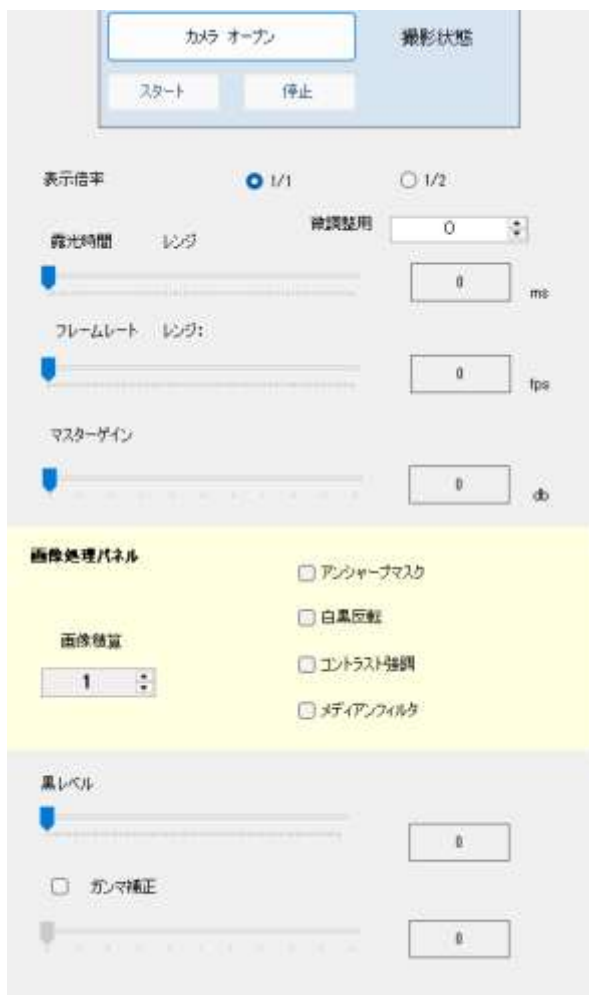 カメラ オープン
撮影状態
スタート
停止
表示倍率
1/1
1/2
微調整用
0
露光時間 レンジ
0
ms
フレームレート レンジ:
0
fps
マスターゲイン
0
db
画像処理パネル
アンシャープマスク
白黒反転
画像積算
コントラスト強調
1
メディアンフィルタ
黒レベル
0
ガンマ補正
0